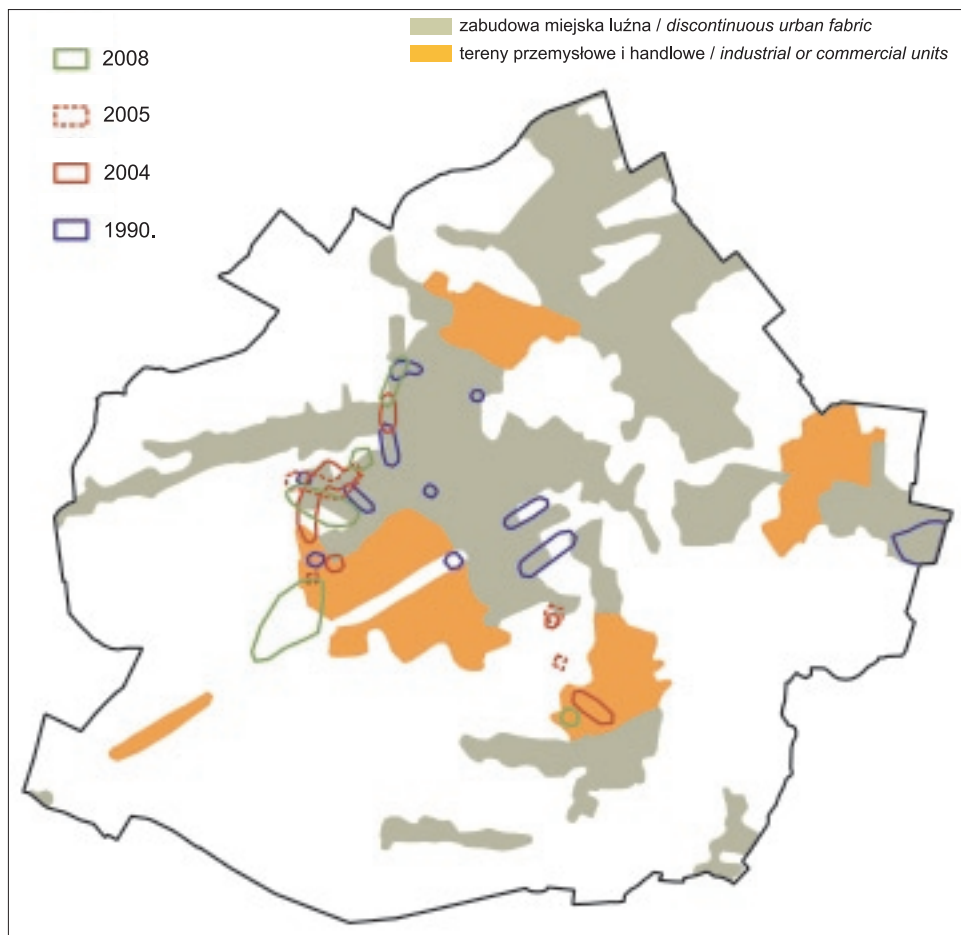 zabudowa miejska luźna / discontinuous urban fabric
tereny przemysłowe i handlowe / industrial or commercial units
2008
2005
2004
1990.